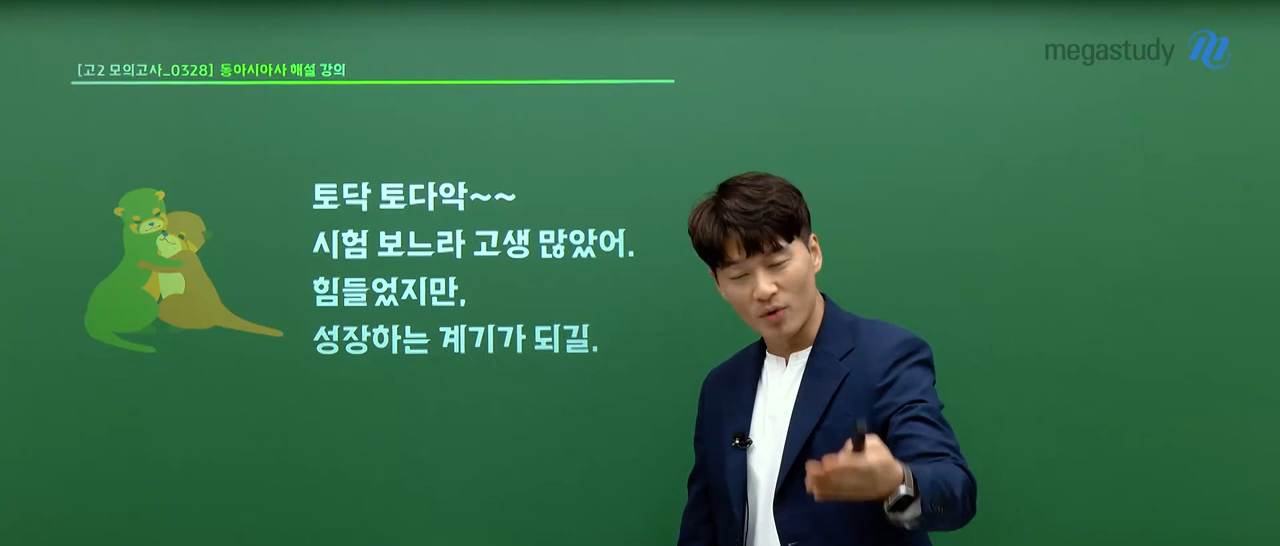 [고2 모의고사_0328] 동아시아사 해설 강의
megastudy
토닥 토다악~~
시험 보느라 고생 많았어.
힘들었지만,
성장하는 계기가 되길.